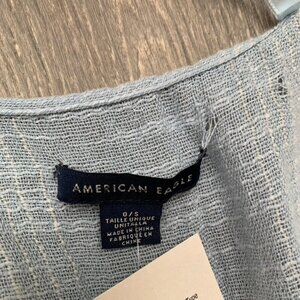 AMERICAN EAGLE
O/S
TAILLE UNIQUE
UNITALLA
MADE IN CHINA
FABRIQUÉ EN
CHINE